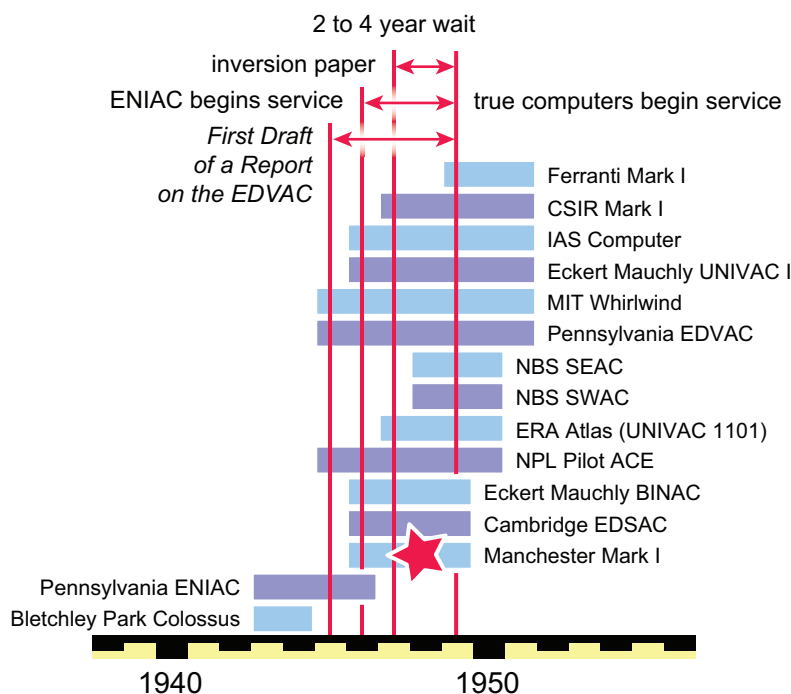 2 to 4 year wait
inversion paper
ENIAC begins service
true computers begin service
First Draft
of a Report
on the EDVAC
Ferranti Mark I
CSIR Mark I
IAS Computer
Eckert Mauchly UNIVAC I
MIT Whirlwind
Pennsylvania EDVAC
NBS SEAC
NBS SWAC
ERA Atlas (UNIVAC 1101)
NPL Pilot ACE
Eckert Mauchly BINAC
Cambridge EDSAC
Manchester Mark I
Pennsylvania ENIAC
Bletchley Park Colossus
1940 1950